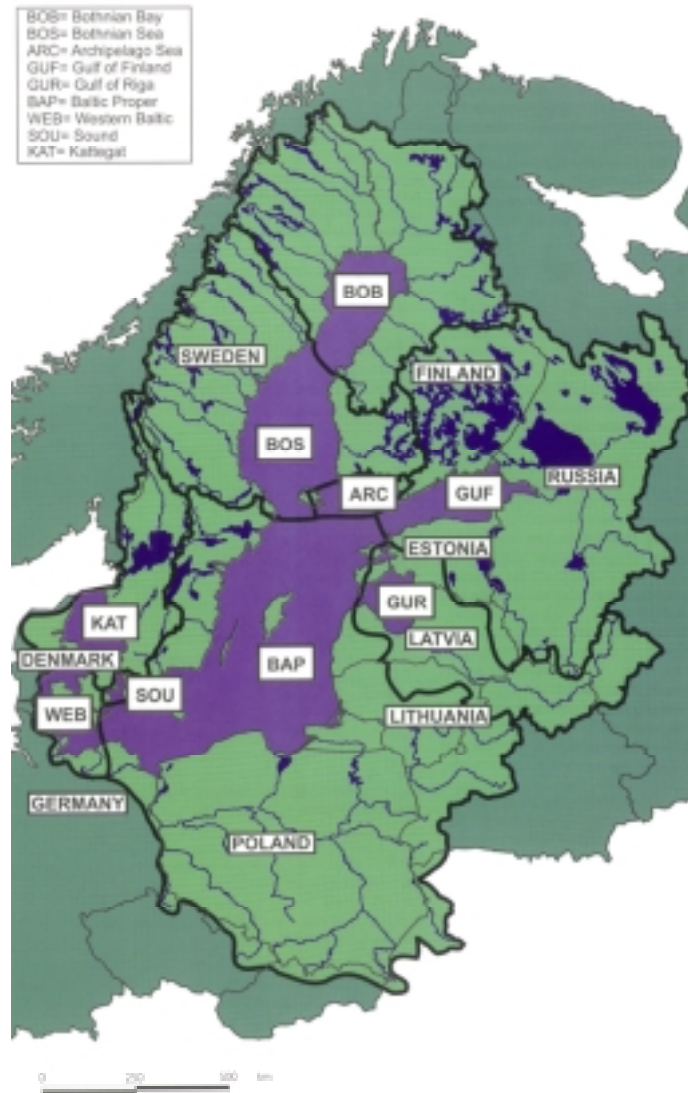 BOB= Bothnian Bay
BOS= Bothnian Sea
ARC= Archipelago Sea
GUF= Gulf of Finland
GUR= Gulf of Riga
BAP= Baltic Proper
WEB= Western Baltic
SOU= Sound
KAT= Kattegat
BOB
SWEDEN
FINLAND
BOS
RUSSIA
ARC
GUF
ESTONIA
GUR
KAT
LATVIA
DENMARK
BAP
SOU
WEB
LITHUANIA
GERMANY
POLAND
0 250 500 km